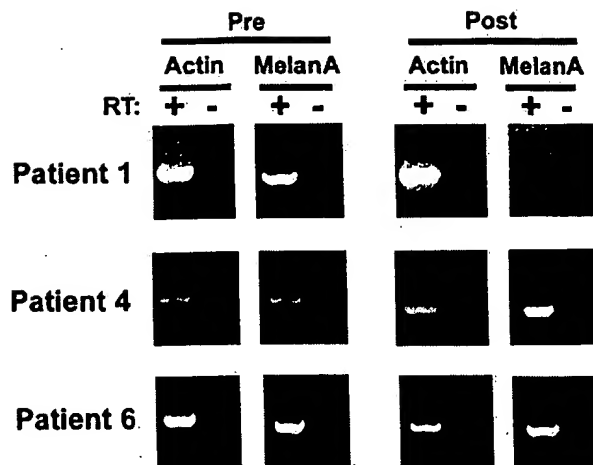 Pre Post
Actin MelanA Actin MelanA
RT: + - + - + - + -
Patient 1
Patient 4
Patient 6